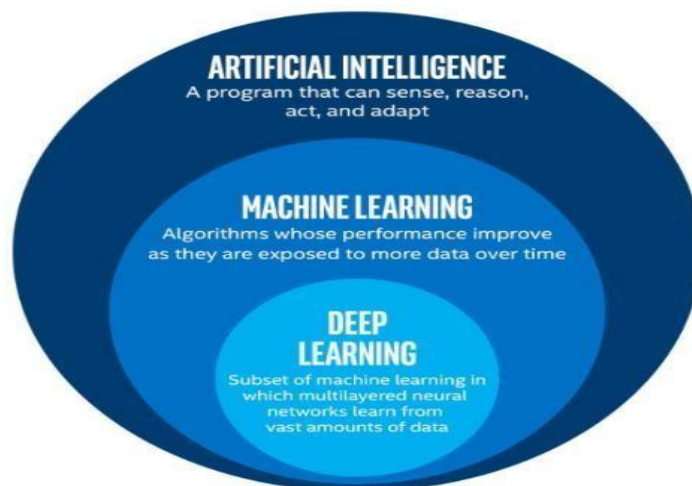 ARTIFICIAL INTELLIGENCE
A program that can sense, reason,
act, and adapt
MACHINE LEARNING
Algorithms whose performance improve
as they are exposed to more data over time
DEEP
LEARNING
Subset of machine learning in
which multilayered neural
networks learn from
vast amounts of data